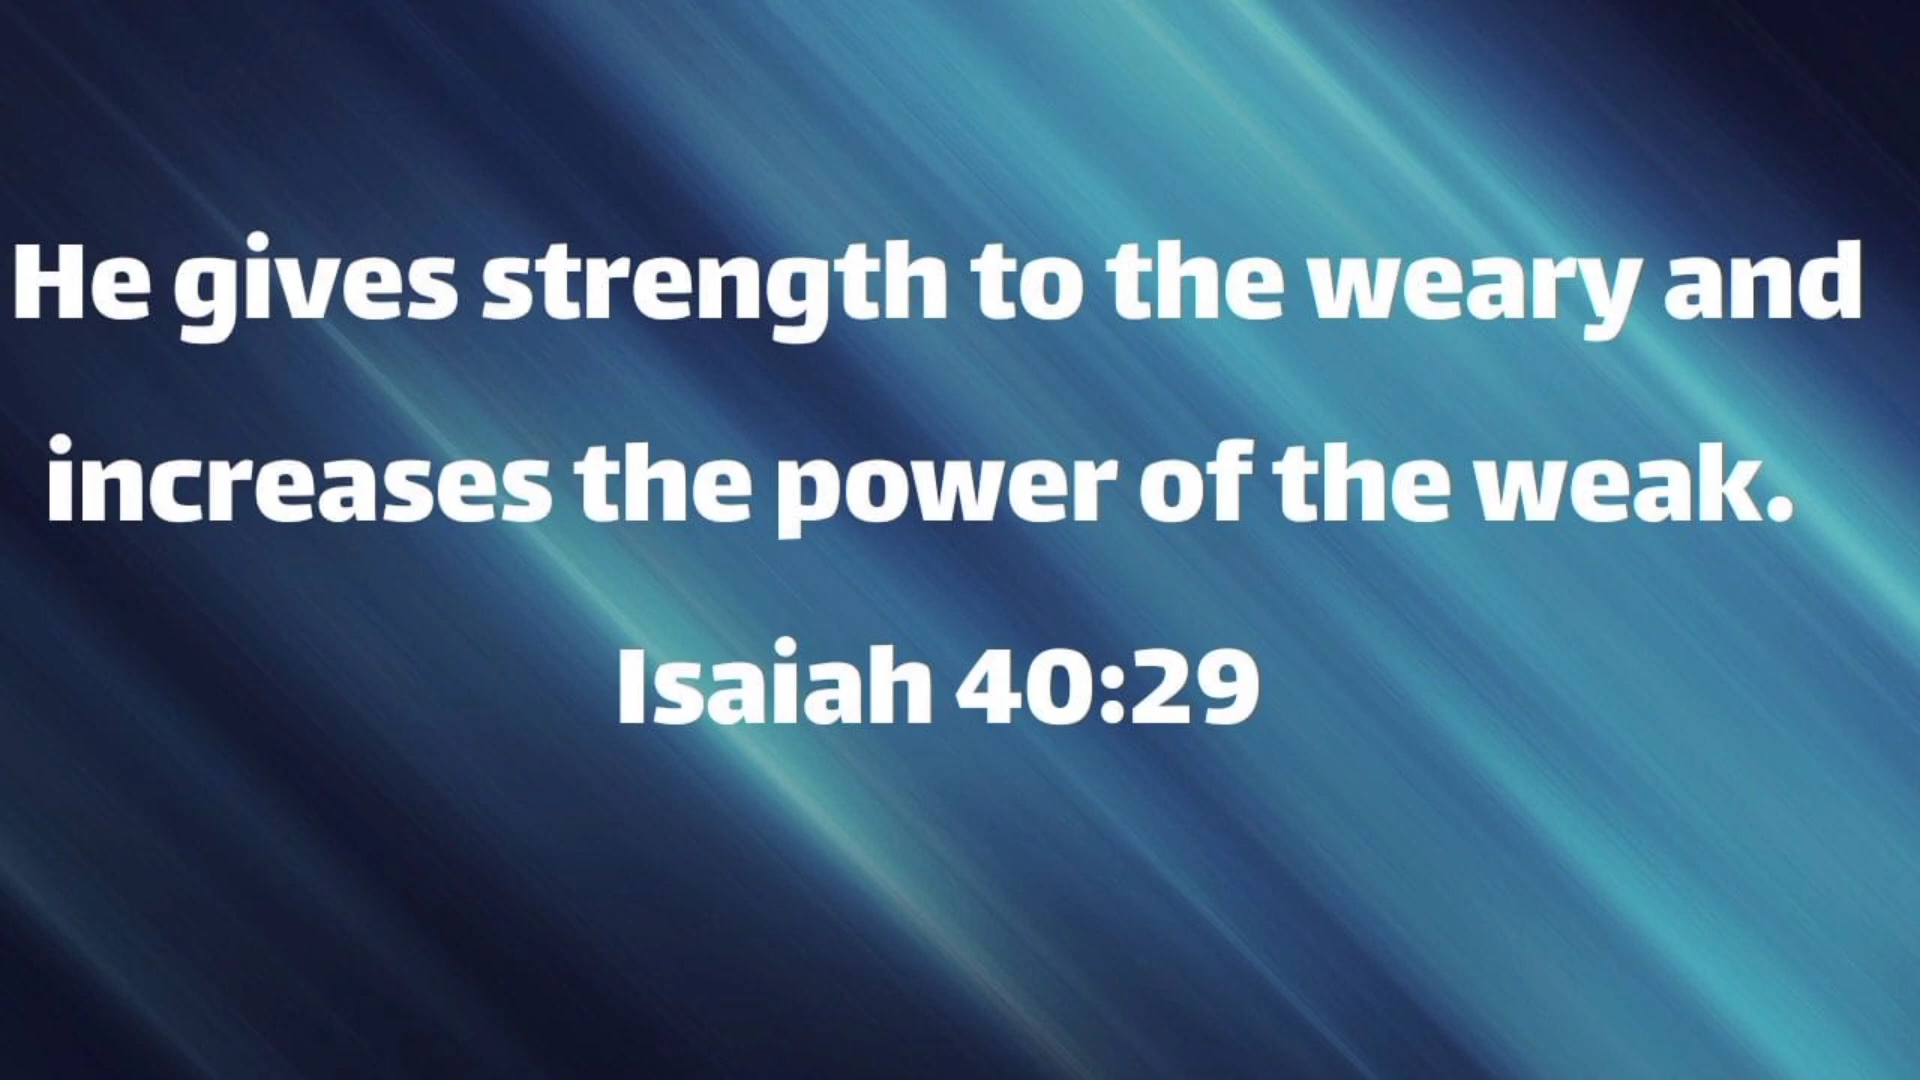 He gives strength to the weary and
increases the power of the weak.
Isaiah 40:29